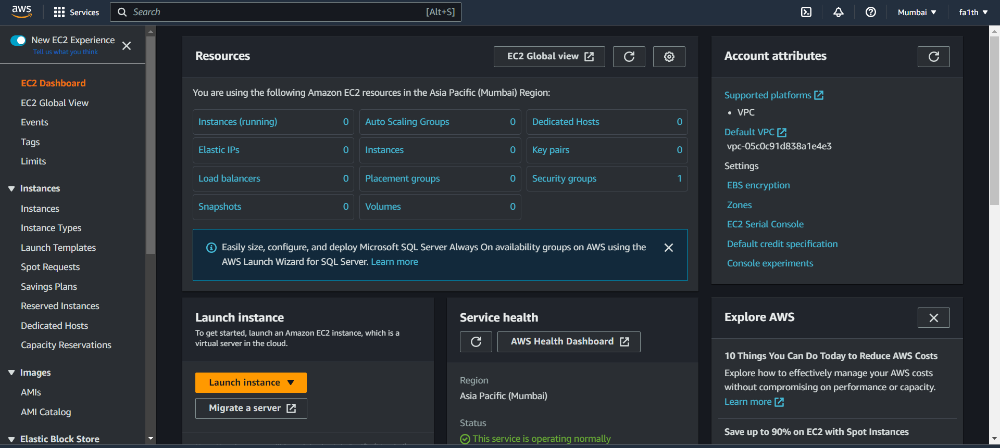 aws
Services
Search
[Alt+S]
Mumbai
fa1th
New EC2 Experience
Tell us what you think
EC2 Dashboard
EC2 Global View
Events
Tags
Limits
Instances
Instances
Instance Types
Launch Templates
Spot Requests
Savings Plans
Reserved Instances
Dedicated Hosts
Capacity Reservations
Images
AMIs
AMI Catalog
Elastic Block Store
Resources
EC2 Global view
You are using the following Amazon EC2 resources in the Asia Pacific (Mumbai) Region:
Instances (running) 0
Auto Scaling Groups 0
Dedicated Hosts 0
Elastic IPs 0
Instances 0
Key pairs 0
Load balancers 0
Placement groups 0
Security groups 1
Snapshots 0
Volumes 0
Easily size, configure, and deploy Microsoft SQL Server Always On availability groups on AWS using the
AWS Launch Wizard for SQL Server. Learn more
Account attributes
Supported platforms
• VPC
Default VPC
vpc-05c0c91d838a1e4e3
Settings
EBS encryption
Zones
EC2 Serial Console
Default credit specification
Console experiments
Launch instance
To get started, launch an Amazon EC2 instance, which is a
virtual server in the cloud.
Launch instance
Migrate a server
Service health
AWS Health Dashboard
Region
Asia Pacific (Mumbai)
Status
This service is operating normally
Explore AWS
10 Things You Can Do Today to Reduce AWS Costs
Explore how to effectively manage your AWS costs
without compromising on performance or capacity.
Learn more
Save up to 90% on EC2 with Spot Instances